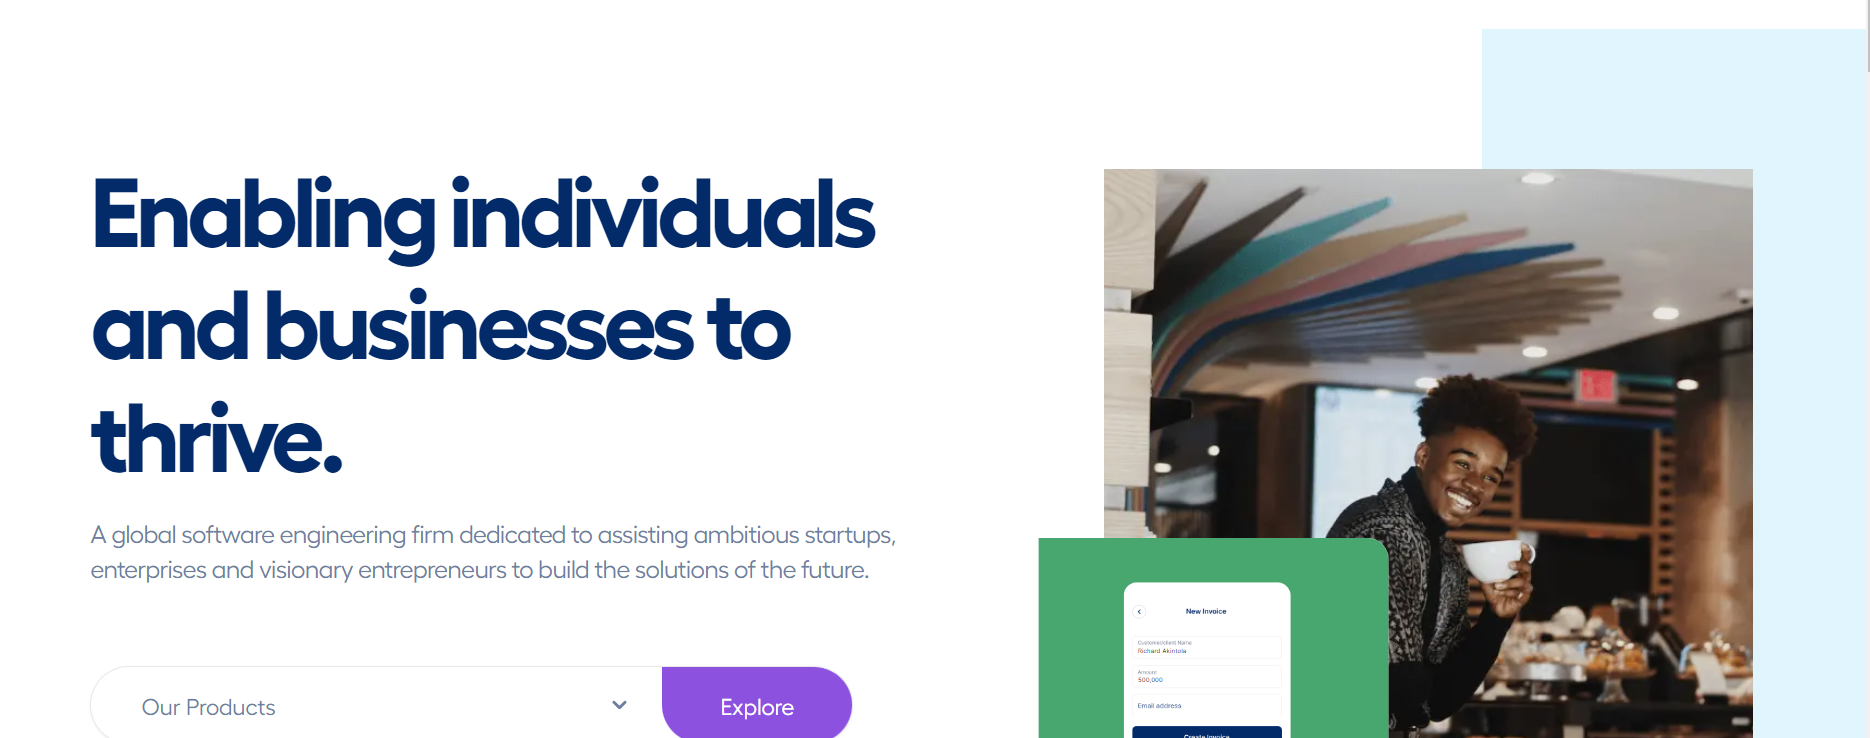 Enabling individuals
and businesses to
thrive.
A global software engineering firm dedicated to assisting ambitious startups,
enterprises and visionary entrepreneurs to build the solutions of the future.
Our Products
Explore
New Invoice
Customer/client Name
Richard Akintola
Amount
500,000
Email address
Create Invoice